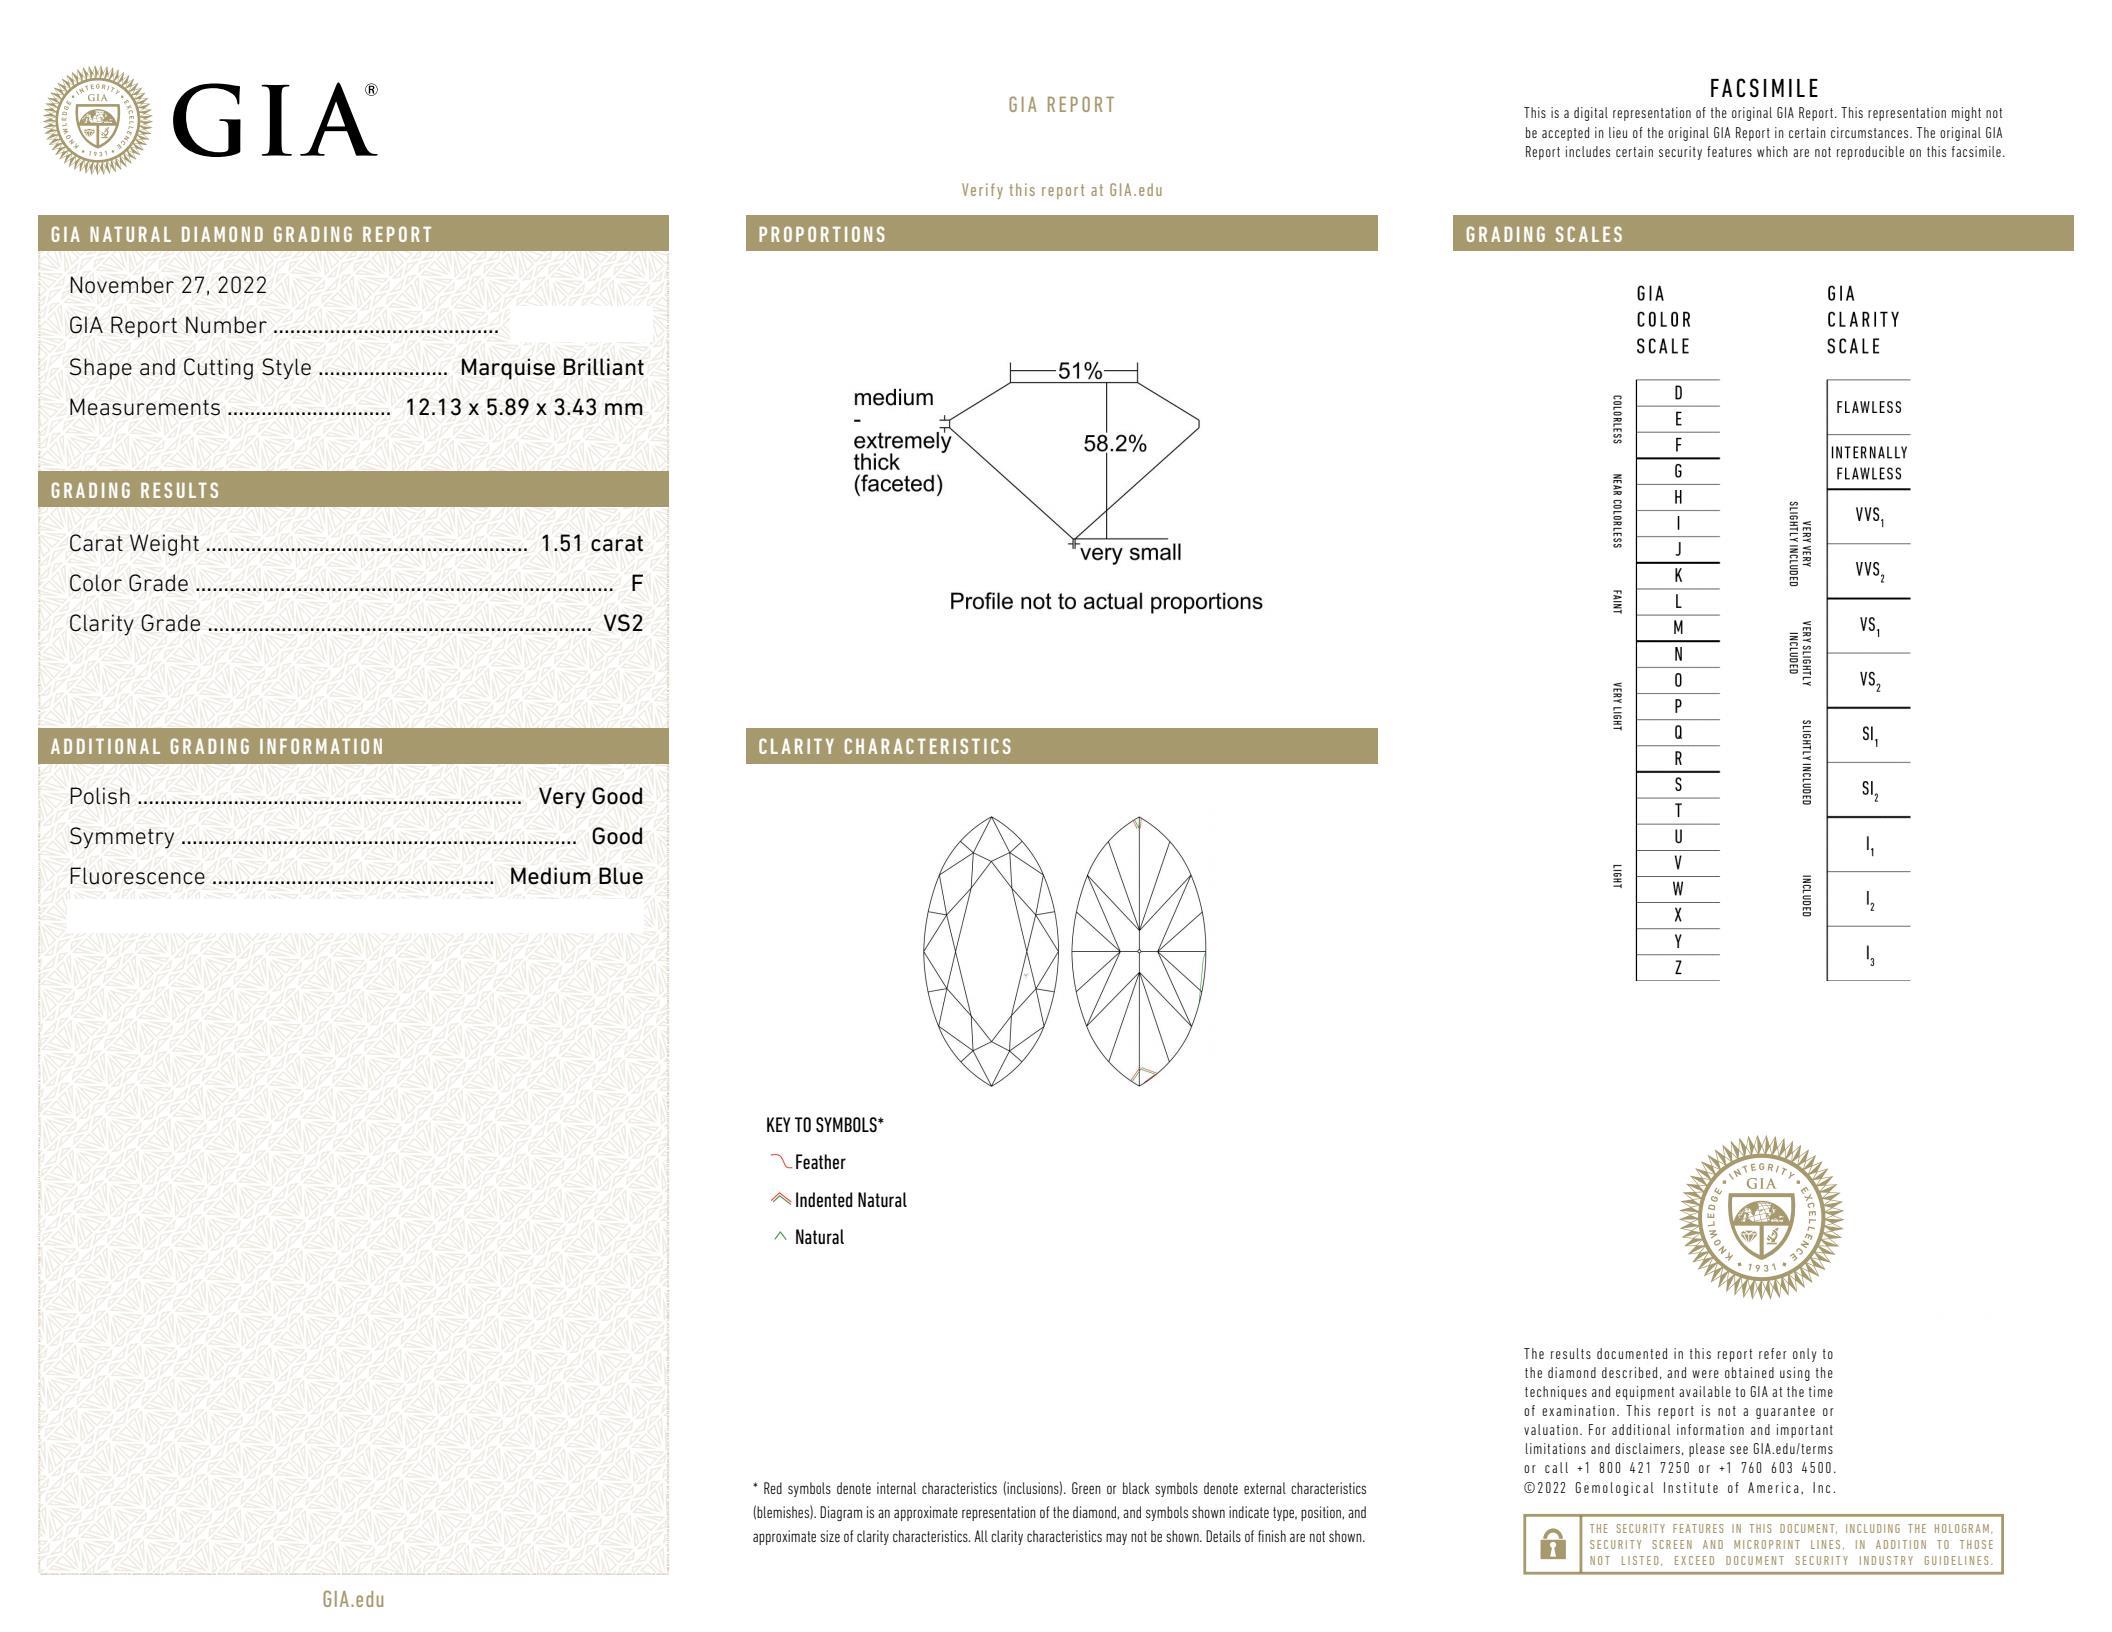 GIA®
KNOWLEDGE • INTEGRITY • EXCELLENCE
GIA
• 1931 •
GIA NATURAL DIAMOND GRADING REPORT
November 27, 2022
GIA Report Number ........................................
Shape and Cutting Style ....................... Marquise Brilliant
Measurements ............................. 12.13 x 5.89 x 3.43 mm
GRADING RESULTS
Carat Weight ......................................................... 1.51 carat
Color Grade .......................................................................... F
Clarity Grade .................................................................... VS2
ADDITIONAL GRADING INFORMATION
Polish .................................................................... Very Good
Symmetry ...................................................................... Good
Fluorescence .................................................. Medium Blue
GIA.edu
GIA REPORT
Verify this report at GIA.edu
PROPORTIONS
51%
medium
-
extremely
thick
(faceted)
58.2%
very small
Profile not to actual proportions
CLARITY CHARACTERISTICS
KEY TO SYMBOLS*
Feather
Indented Natural
Natural
* Red symbols denote internal characteristics (inclusions). Green or black symbols denote external characteristics
(blemishes). Diagram is an approximate representation of the diamond, and symbols shown indicate type, position, and
approximate size of clarity characteristics. All clarity characteristics may not be shown. Details of finish are not shown.
FACSIMILE
This is a digital representation of the original GIA Report. This representation might not
be accepted in lieu of the original GIA Report in certain circumstances. The original GIA
Report includes certain security features which are not reproducible on this facsimile.
GRADING SCALES
GIA
COLOR
SCALE
COLORLESS
D
E
F
NEAR COLORLESS
G
H
I
J
FAINT
K
L
M
VERY LIGHT
N
O
P
Q
R
LIGHT
S
T
U
V
W
X
Y
Z
GIA
CLARITY
SCALE
FLAWLESS
INTERNALLY
FLAWLESS
VERY VERY
SLIGHTLY INCLUDED
VVS1
VVS2
VERY SLIGHTLY
INCLUDED
VS1
VS2
SLIGHTLY INCLUDED
SI1
SI2
INCLUDED
I1
I2
I3
KNOWLEDGE • INTEGRITY • EXCELLENCE
GIA
• 1931 •
The results documented in this report refer only to
the diamond described, and were obtained using the
techniques and equipment available to GIA at the time
of examination. This report is not a guarantee or
valuation. For additional information and important
limitations and disclaimers, please see GIA.edu/terms
or call +1 800 421 7250 or +1 760 603 4500.
©2022 Gemological Institute of America, Inc.
THE SECURITY FEATURES IN THIS DOCUMENT, INCLUDING THE HOLOGRAM,
SECURITY SCREEN AND MICROPRINT LINES, IN ADDITION TO THOSE
NOT LISTED, EXCEED DOCUMENT SECURITY INDUSTRY GUIDELINES.